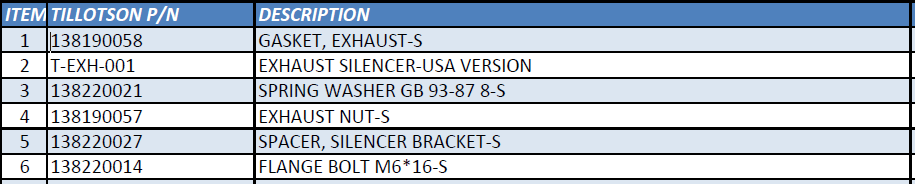 ITEM TILLOTSON P/N DESCRIPTION
1 138190058 GASKET, EXHAUST-S
2 T-EXH-001 EXHAUST SILENCER-USA VERSION
3 138220021 SPRING WASHER GB 93-87 8-S
4 138190057 EXHAUST NUT-S
5 138220027 SPACER, SILENCER BRACKET-S
6 138220014 FLANGE BOLT M6*16-S